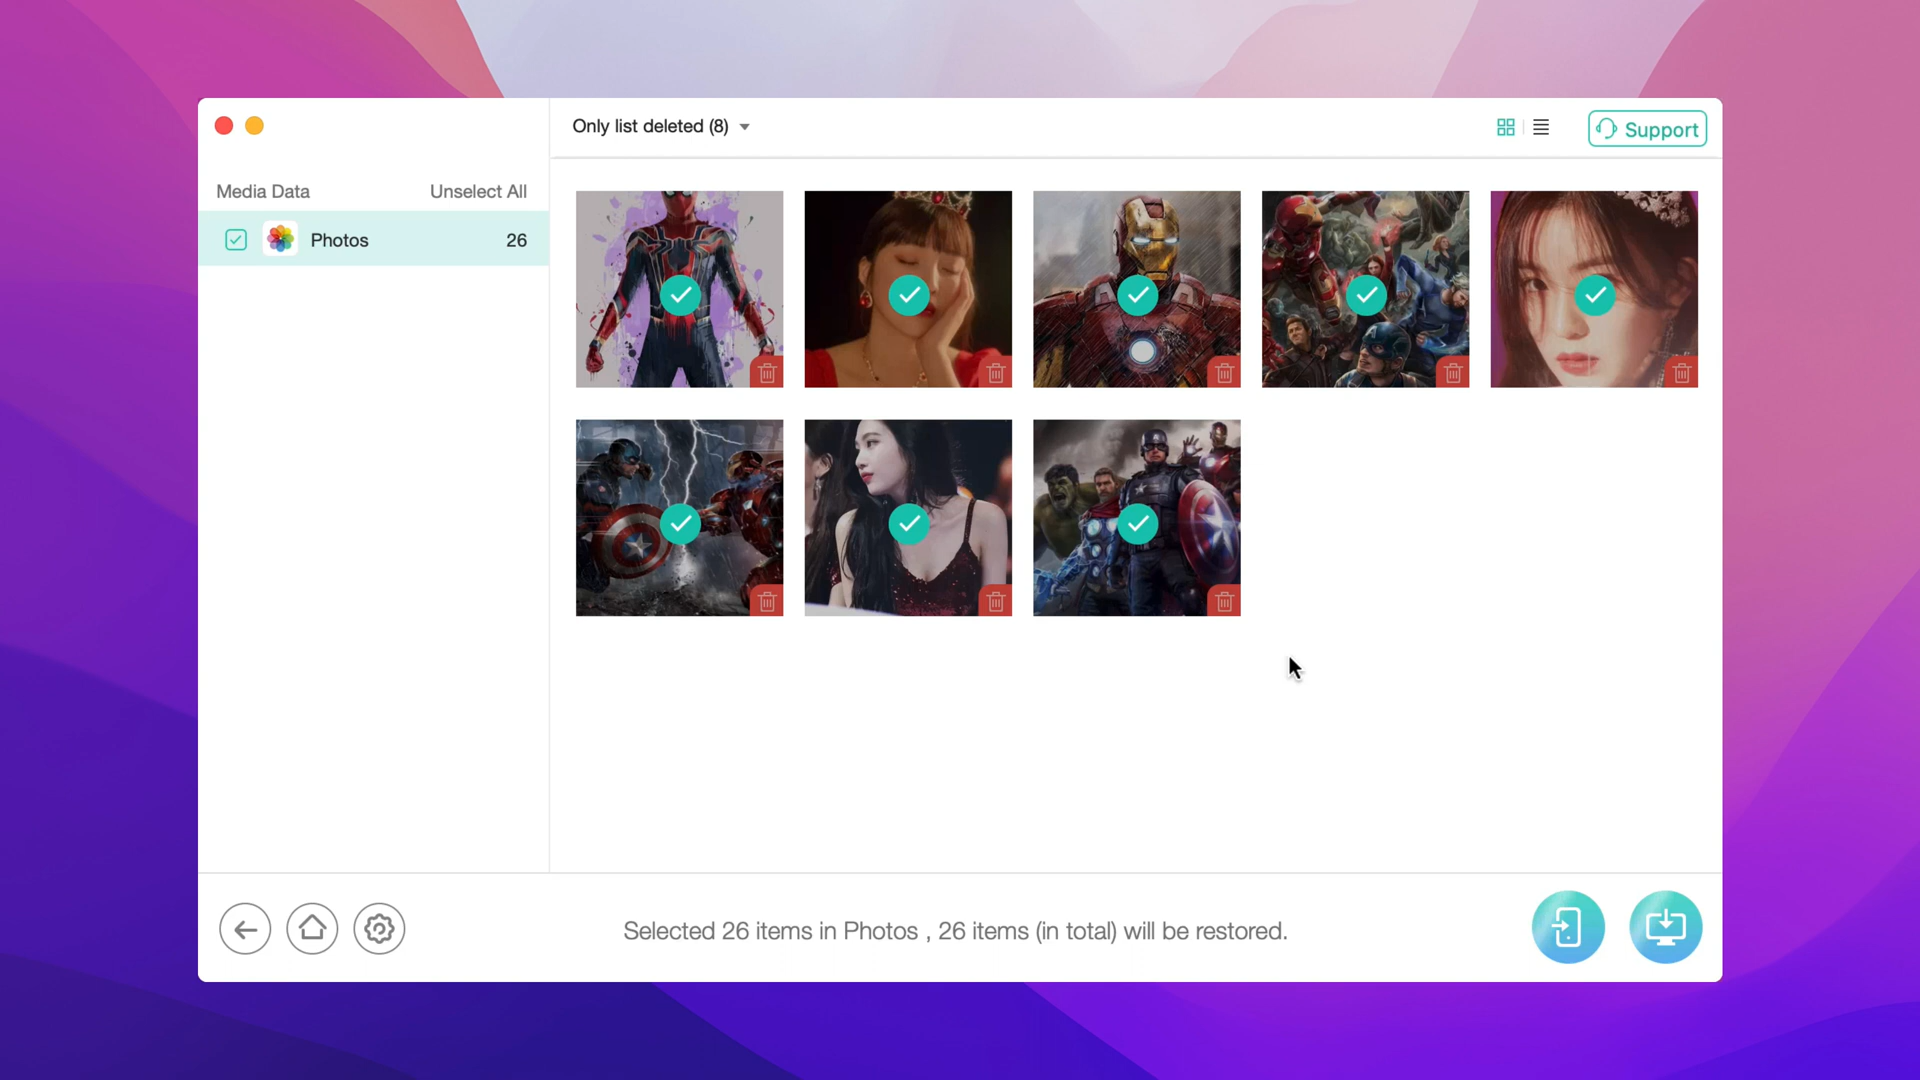 Only list deleted (8)
Support
Media Data
Unselect All
Photos
26
Selected 26 items in Photos , 26 items (in total) will be restored.